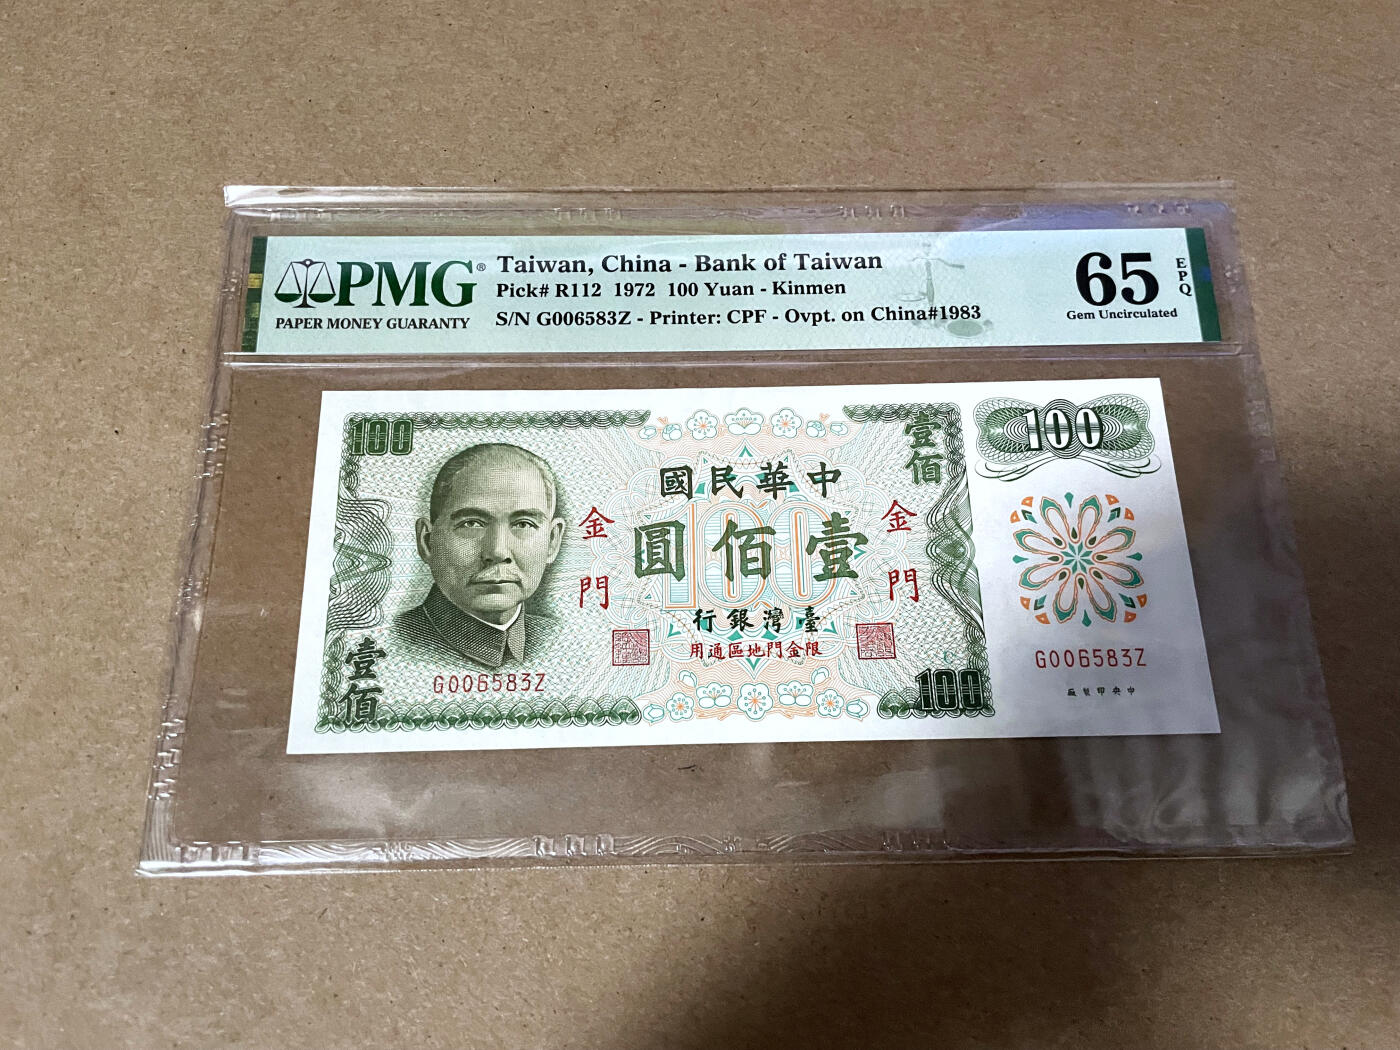 PMG®
PAPER MONEY GUARANTY
Taiwan, China - Bank of Taiwan
Pick# R112 1972 100 Yuan - Kinmen
S/N G006583Z - Printer: CPF - Ovpt. on China#1983
65
EPQ
Gem Uncirculated
100
壹佰
100
國民華中
圓佰壹
100
金門
金門
行銀灣臺
用通區地門金限
G006583Z
壹佰
100
G006583Z
廠製印央中